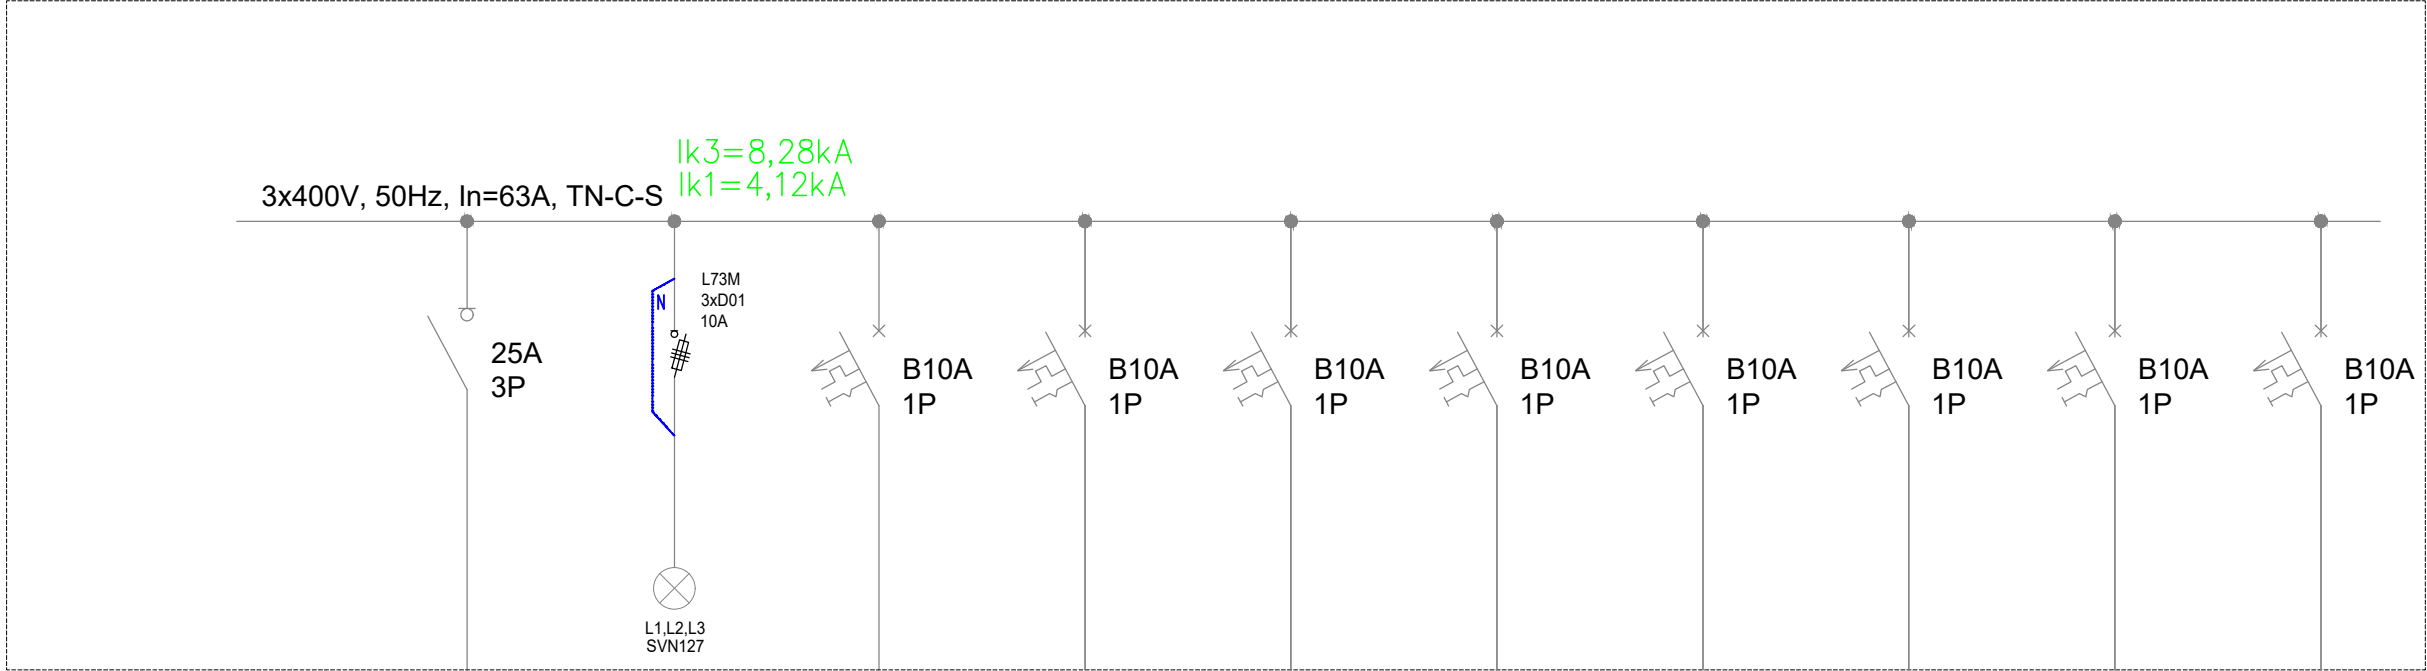 Ik3=8,28kA
Ik1=4,12kA
3x400V, 50Hz, In=63A, TN-C-S
25A
3P
N
L73M
3xD01
10A
L1,L2,L3
SVN127
B10A
1P
B10A
1P
B10A
1P
B10A
1P
B10A
1P
B10A
1P
B10A
1P
B10A
1P